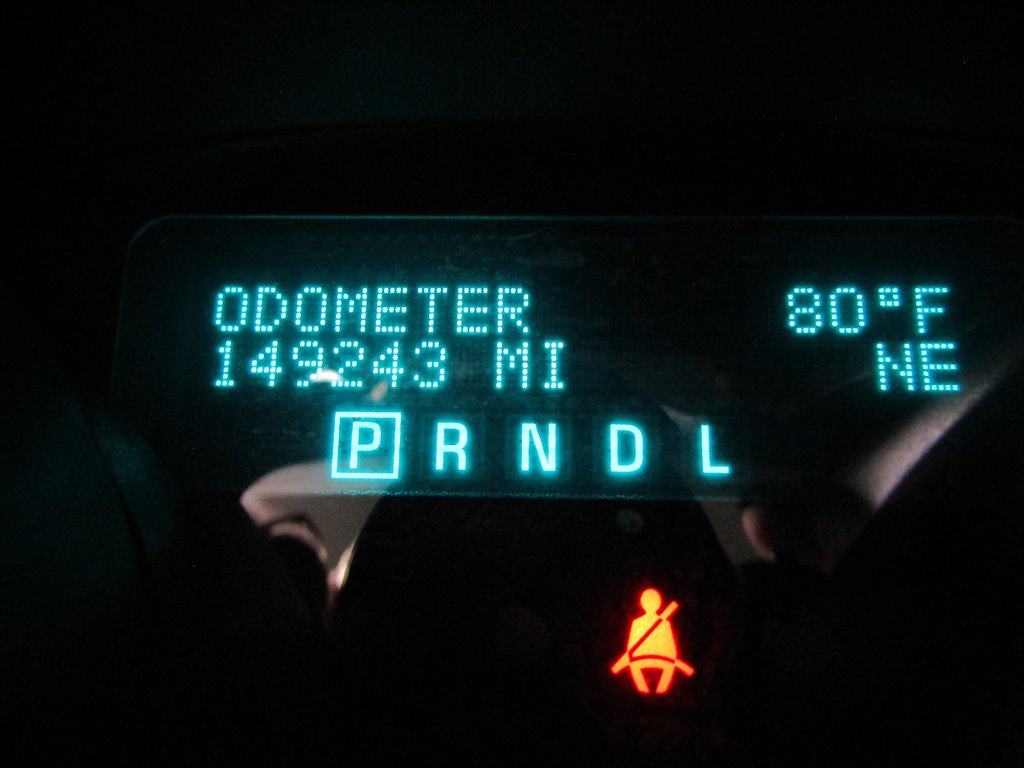 ODOMETER 80°F
149243 MI NE
P R N D L